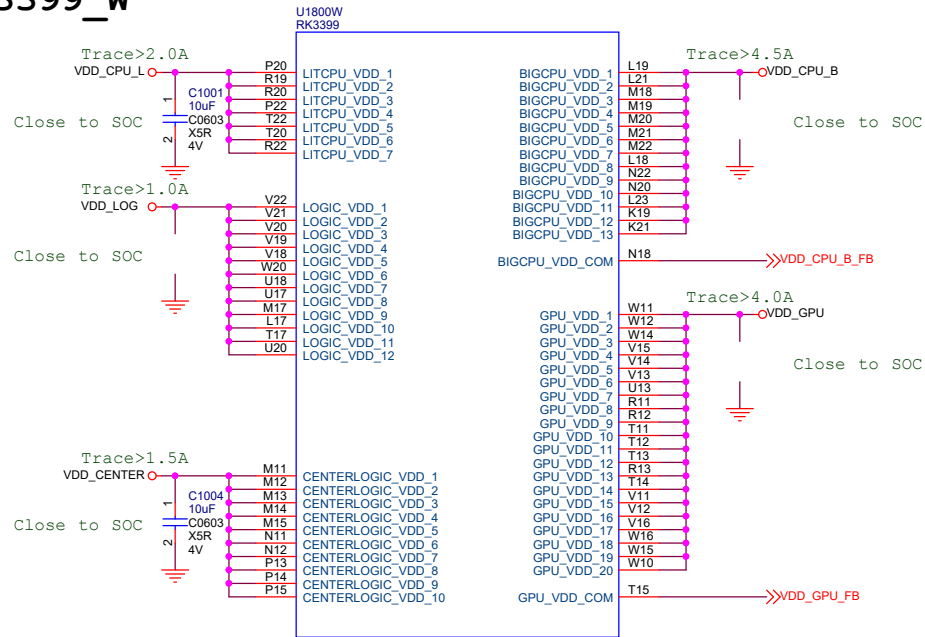 U1800W
RK3399
Trace>2.0A
VDD_CPU_L
C1001
10uF
C0603
X5R
4V
1
2
Close to SOC
P20 LITCPU_VDD_1
R19 LITCPU_VDD_2
R20 LITCPU_VDD_3
P22 LITCPU_VDD_4
T22 LITCPU_VDD_5
T20 LITCPU_VDD_6
R22 LITCPU_VDD_7
Trace>1.0A
VDD_LOG
Close to SOC
V22 LOGIC_VDD_1
V21 LOGIC_VDD_2
V20 LOGIC_VDD_3
V19 LOGIC_VDD_4
V18 LOGIC_VDD_5
W20 LOGIC_VDD_6
U18 LOGIC_VDD_7
U17 LOGIC_VDD_8
M17 LOGIC_VDD_9
L17 LOGIC_VDD_10
T17 LOGIC_VDD_11
U20 LOGIC_VDD_12
Trace>1.5A
VDD_CENTER
C1004
10uF
C0603
X5R
4V
1
2
Close to SOC
M11 CENTERLOGIC_VDD_1
M12 CENTERLOGIC_VDD_2
M13 CENTERLOGIC_VDD_3
M14 CENTERLOGIC_VDD_4
M15 CENTERLOGIC_VDD_5
N11 CENTERLOGIC_VDD_6
N12 CENTERLOGIC_VDD_7
P13 CENTERLOGIC_VDD_8
P14 CENTERLOGIC_VDD_9
P15 CENTERLOGIC_VDD_10
Trace>4.5A
VDD_CPU_B
Close to SOC
BIGCPU_VDD_1 L19
BIGCPU_VDD_2 L21
BIGCPU_VDD_3 M18
BIGCPU_VDD_4 M19
BIGCPU_VDD_5 M20
BIGCPU_VDD_6 M21
BIGCPU_VDD_7 M22
BIGCPU_VDD_8 L18
BIGCPU_VDD_9 N22
BIGCPU_VDD_10 N20
BIGCPU_VDD_11 L23
BIGCPU_VDD_12 K19
BIGCPU_VDD_13 K21
BIGCPU_VDD_COM N18 VDD_CPU_B_FB
Trace>4.0A
VDD_GPU
Close to SOC
GPU_VDD_1 W11
GPU_VDD_2 W12
GPU_VDD_3 W14
GPU_VDD_4 V15
GPU_VDD_5 V14
GPU_VDD_6 V13
GPU_VDD_7 U13
GPU_VDD_8 R11
GPU_VDD_9 R12
GPU_VDD_10 T11
GPU_VDD_11 T12
GPU_VDD_12 T13
GPU_VDD_13 R13
GPU_VDD_14 T14
GPU_VDD_15 V11
GPU_VDD_16 V12
GPU_VDD_17 V16
GPU_VDD_18 W16
GPU_VDD_19 W15
GPU_VDD_20 W10
GPU_VDD_COM T15 VDD_GPU_FB